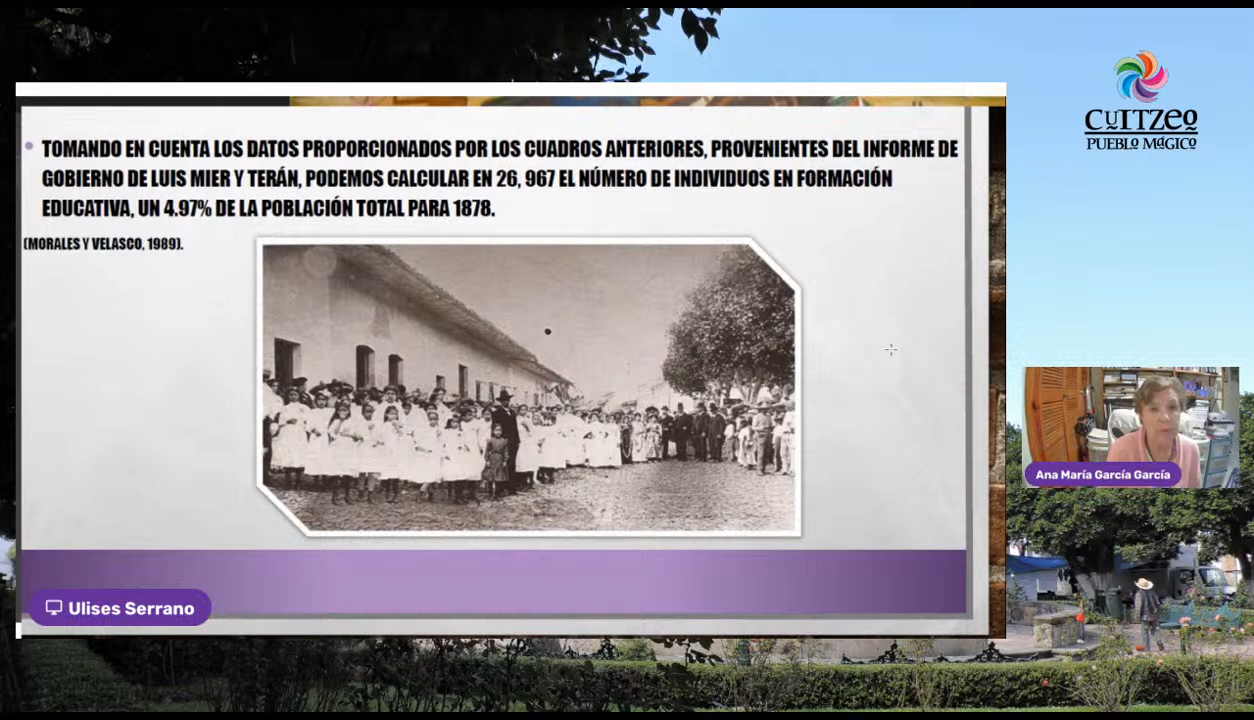 TOMANDO EN CUENTA LOS DATOS PROPORCIONADOS POR LOS CUADROS ANTERIORES, PROVENIENTES DEL INFORME DE
GOBIERNO DE LUIS MIER Y TERÁN, PODEMOS CALCULAR EN 26, 967 EL NÚMERO DE INDIVIDUOS EN FORMACIÓN
EDUCATIVA, UN 4.97% DE LA POBLACIÓN TOTAL PARA 1878.
(MORALES Y VELASCO, 1989).
Ulises Serrano
CUITZEO
PUEBLO MáGICO
Ana María García García